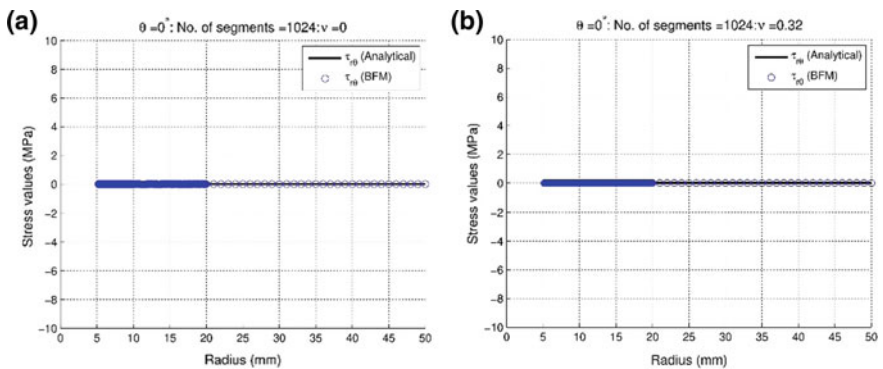 (a)
θ =0°: No. of segments =1024:ν=0
τrθ (Analytical)
τrθ (BFM)
Stress values (MPa)
10
8
6
4
2
0
−2
−4
−6
−8
−10
0 5 10 15 20 25 30 35 40 45 50
Radius (mm)
(b)
θ =0°: No. of segments =1024:ν=0.32
τrθ (Analytical)
τrθ (BFM)
Stress values (MPa)
10
8
6
4
2
0
−2
−4
−6
−8
−10
0 5 10 15 20 25 30 35 40 45 50
Radius (mm)